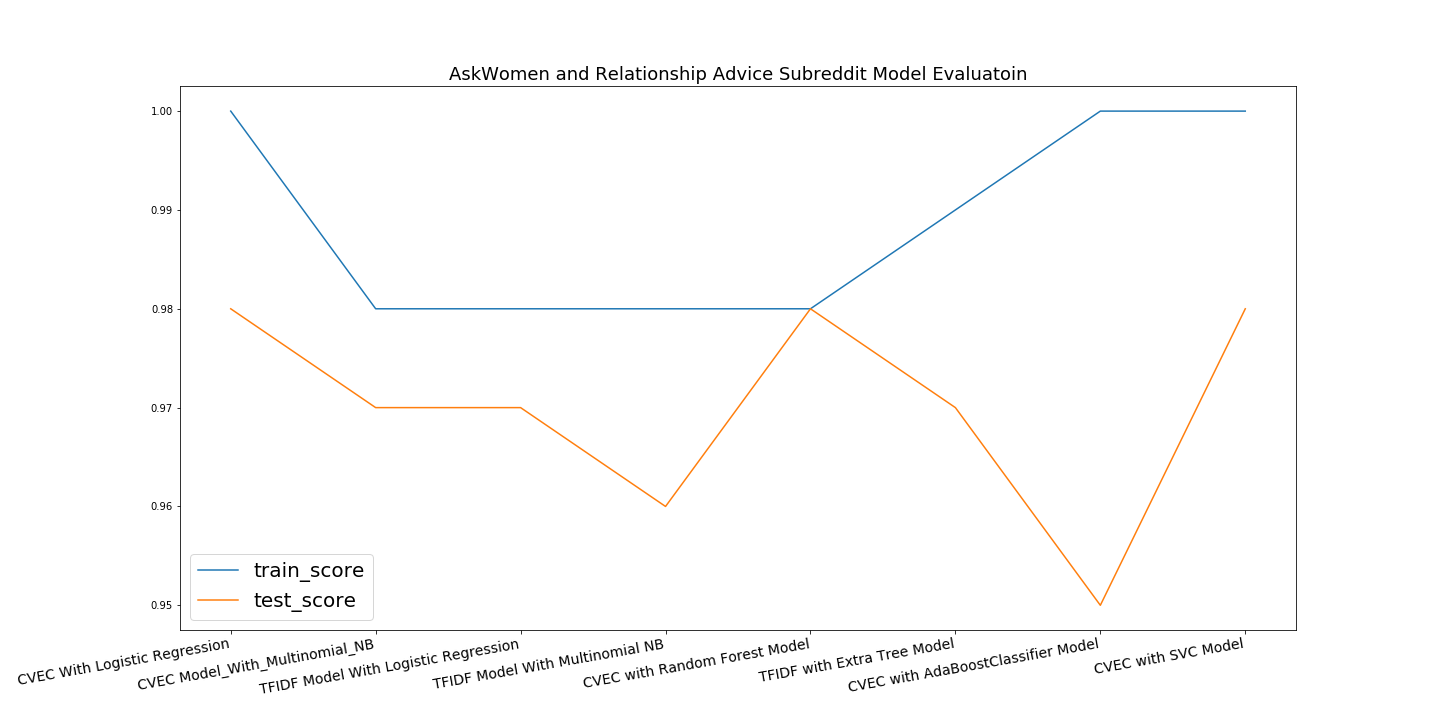 AskWomen and Relationship Advice Subreddit Model Evaluatoin
1.00
0.99
0.98
0.97
0.96
0.95
train_score
test_score
CVEC With Logistic Regression
CVEC Model_With_Multinomial_NB
TFIDF Model With Logistic Regression
TFIDF Model With Multinomial NB
CVEC with Random Forest Model
TFIDF with Extra Tree Model
CVEC with AdaBoostClassifier Model
CVEC with SVC Model